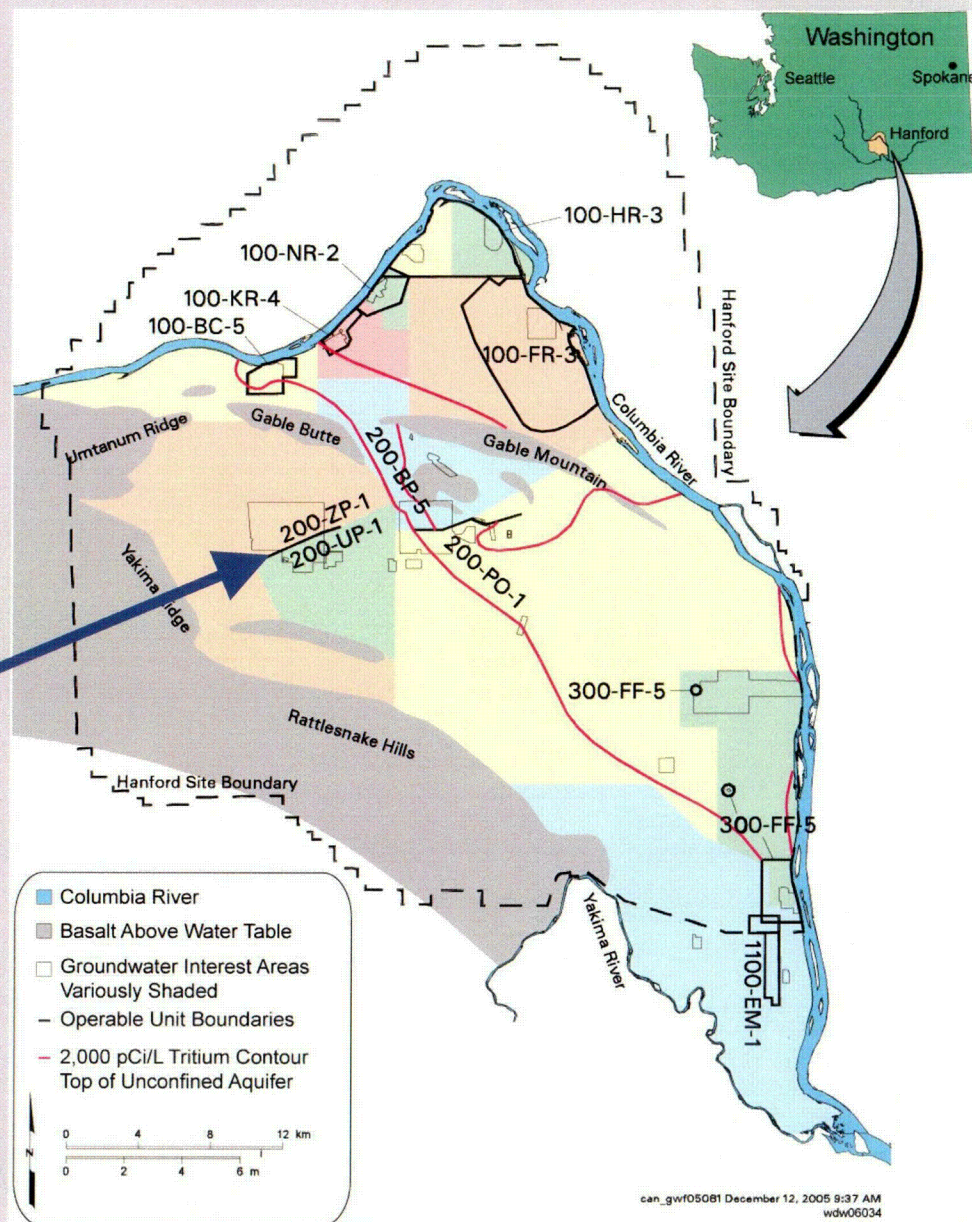 Washington
Seattle
Spokane
Hanford
100-HR-3
100-NR-2
100-KR-4
100-BC-5
100-FR-3
Hanford Site Boundary
Columbia River
Umtanum Ridge
Gable Butte
Gable Mountain
200-BP-5
200-ZP-1
200-UP-1
200-PO-1
Yakima Ridge
300-FF-5
Rattlesnake Hills
Hanford Site Boundary
300-FF-5
Yakima River
1100-EM-1
Columbia River
Basalt Above Water Table
Groundwater Interest Areas
Variously Shaded
Operable Unit Boundaries
2,000 pCi/L Tritium Contour
Top of Unconfined Aquifer
0 4 8 12 km
0 2 4 6 m
N
can_gwf05081 December 12, 2005 9:37 AM
wdw06034